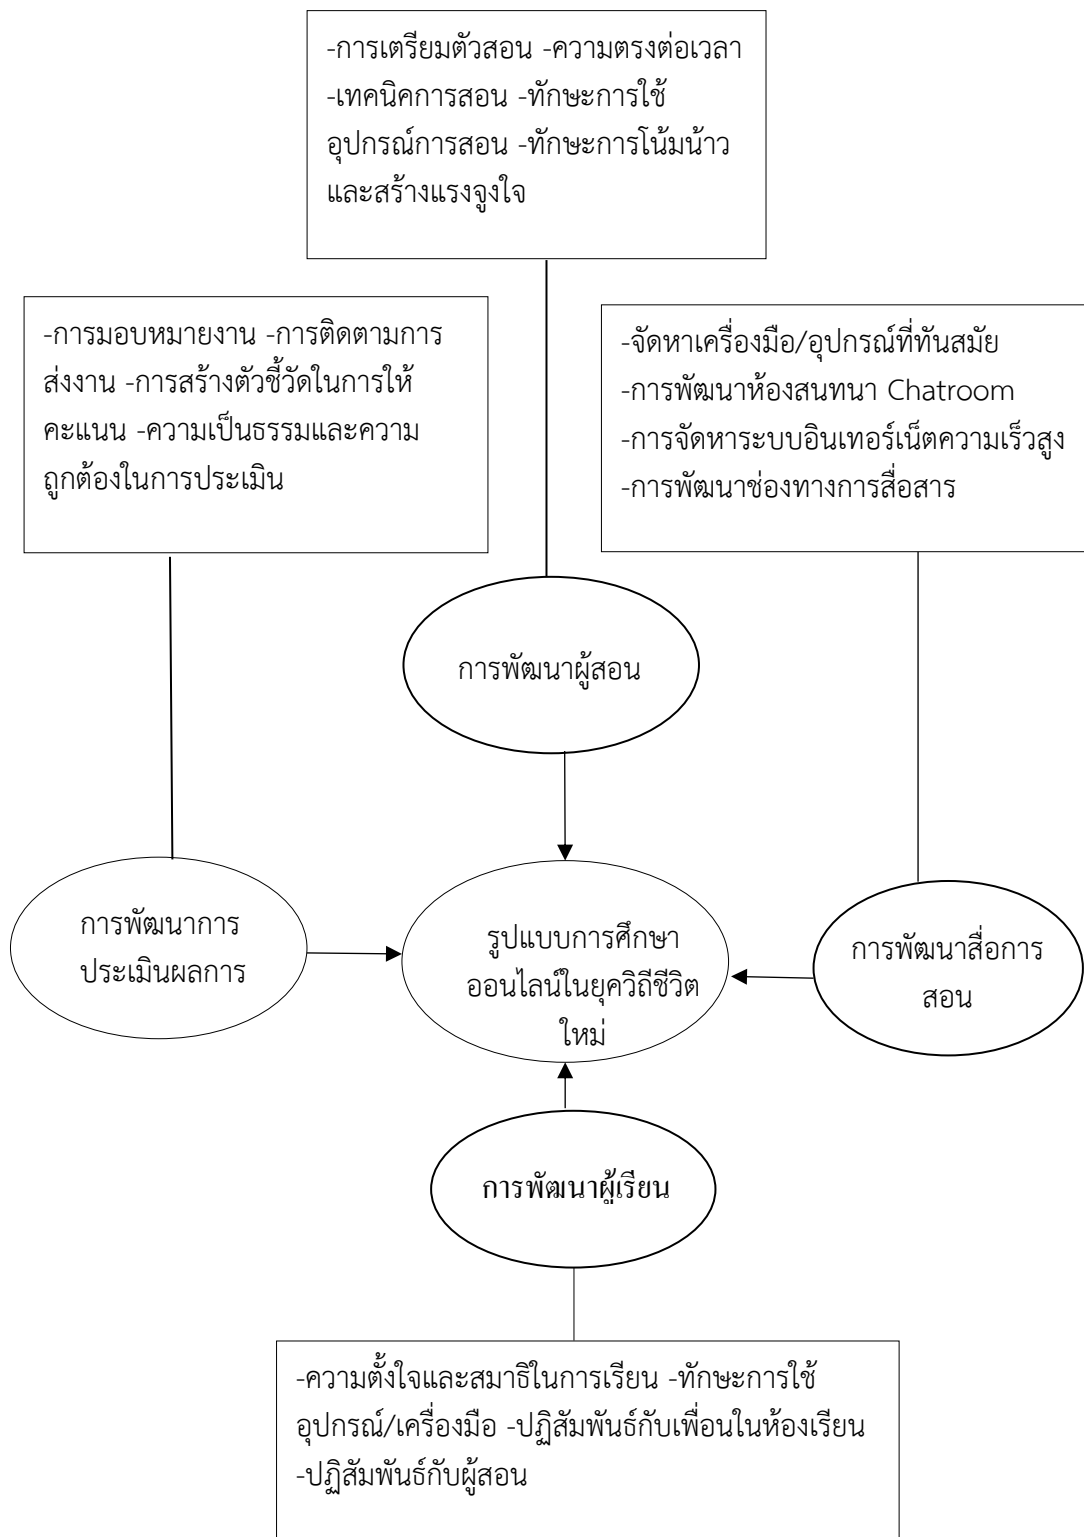 -การเตรียมตัวสอน -ความตรงต่อเวลา
-เทคนิคการสอน -ทักษะการใช้
อุปกรณ์การสอน -ทักษะการโน้มน้าว
และสร้างแรงจูงใจ
-การมอบหมายงาน -การติดตามการ
ส่งงาน -การสร้างตัวชี้วัดในการให้
คะแนน -ความเป็นธรรมและความ
ถูกต้องในการประเมิน
-จัดหาเครื่องมือ/อุปกรณ์ที่ทันสมัย
-การพัฒนาห้องสนทนา Chatroom
-การจัดหาระบบอินเทอร์เน็ตความเร็วสูง
-การพัฒนาช่องทางการสื่อสาร
การพัฒนาผู้สอน
การพัฒนาการ
ประเมินผลการ
รูปแบบการศึกษา
ออนไลน์ในยุควิถีชีวิต
ใหม่
การพัฒนาสื่อการ
สอน
การพัฒนาผู้เรียน
-ความตั้งใจและสมาธิในการเรียน -ทักษะการใช้
อุปกรณ์/เครื่องมือ -ปฏิสัมพันธ์กับเพื่อนในห้องเรียน
-ปฏิสัมพันธ์กับผู้สอน